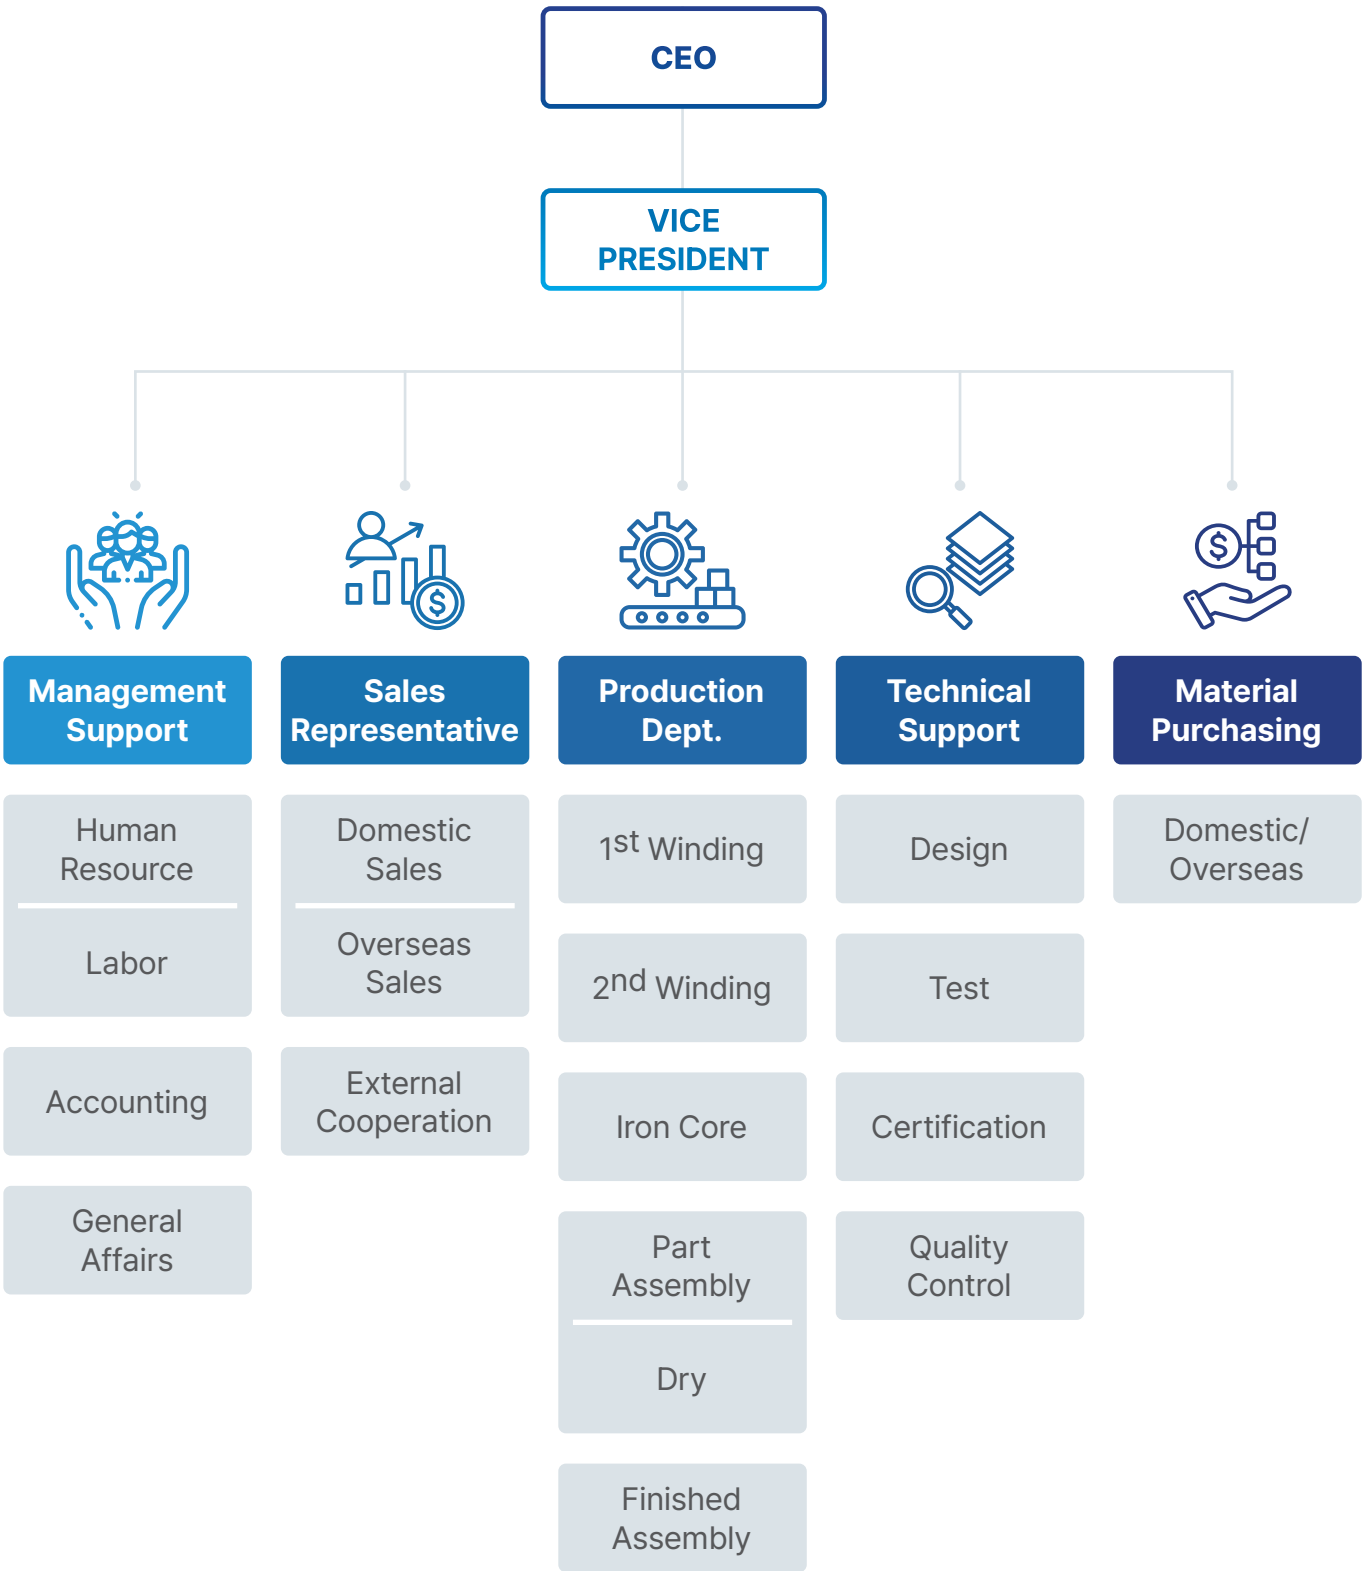 CEO
VICE
PRESIDENT
Management
Support
Sales
Representative
Production
Dept.
Technical
Support
Material
Purchasing
Human
Resource
Labor
Accounting
General
Affairs
Domestic
Sales
Overseas
Sales
External
Cooperation
1st Winding
2nd Winding
Iron Core
Part
Assembly
Dry
Finished
Assembly
Design
Test
Certification
Quality
Control
Domestic/
Overseas